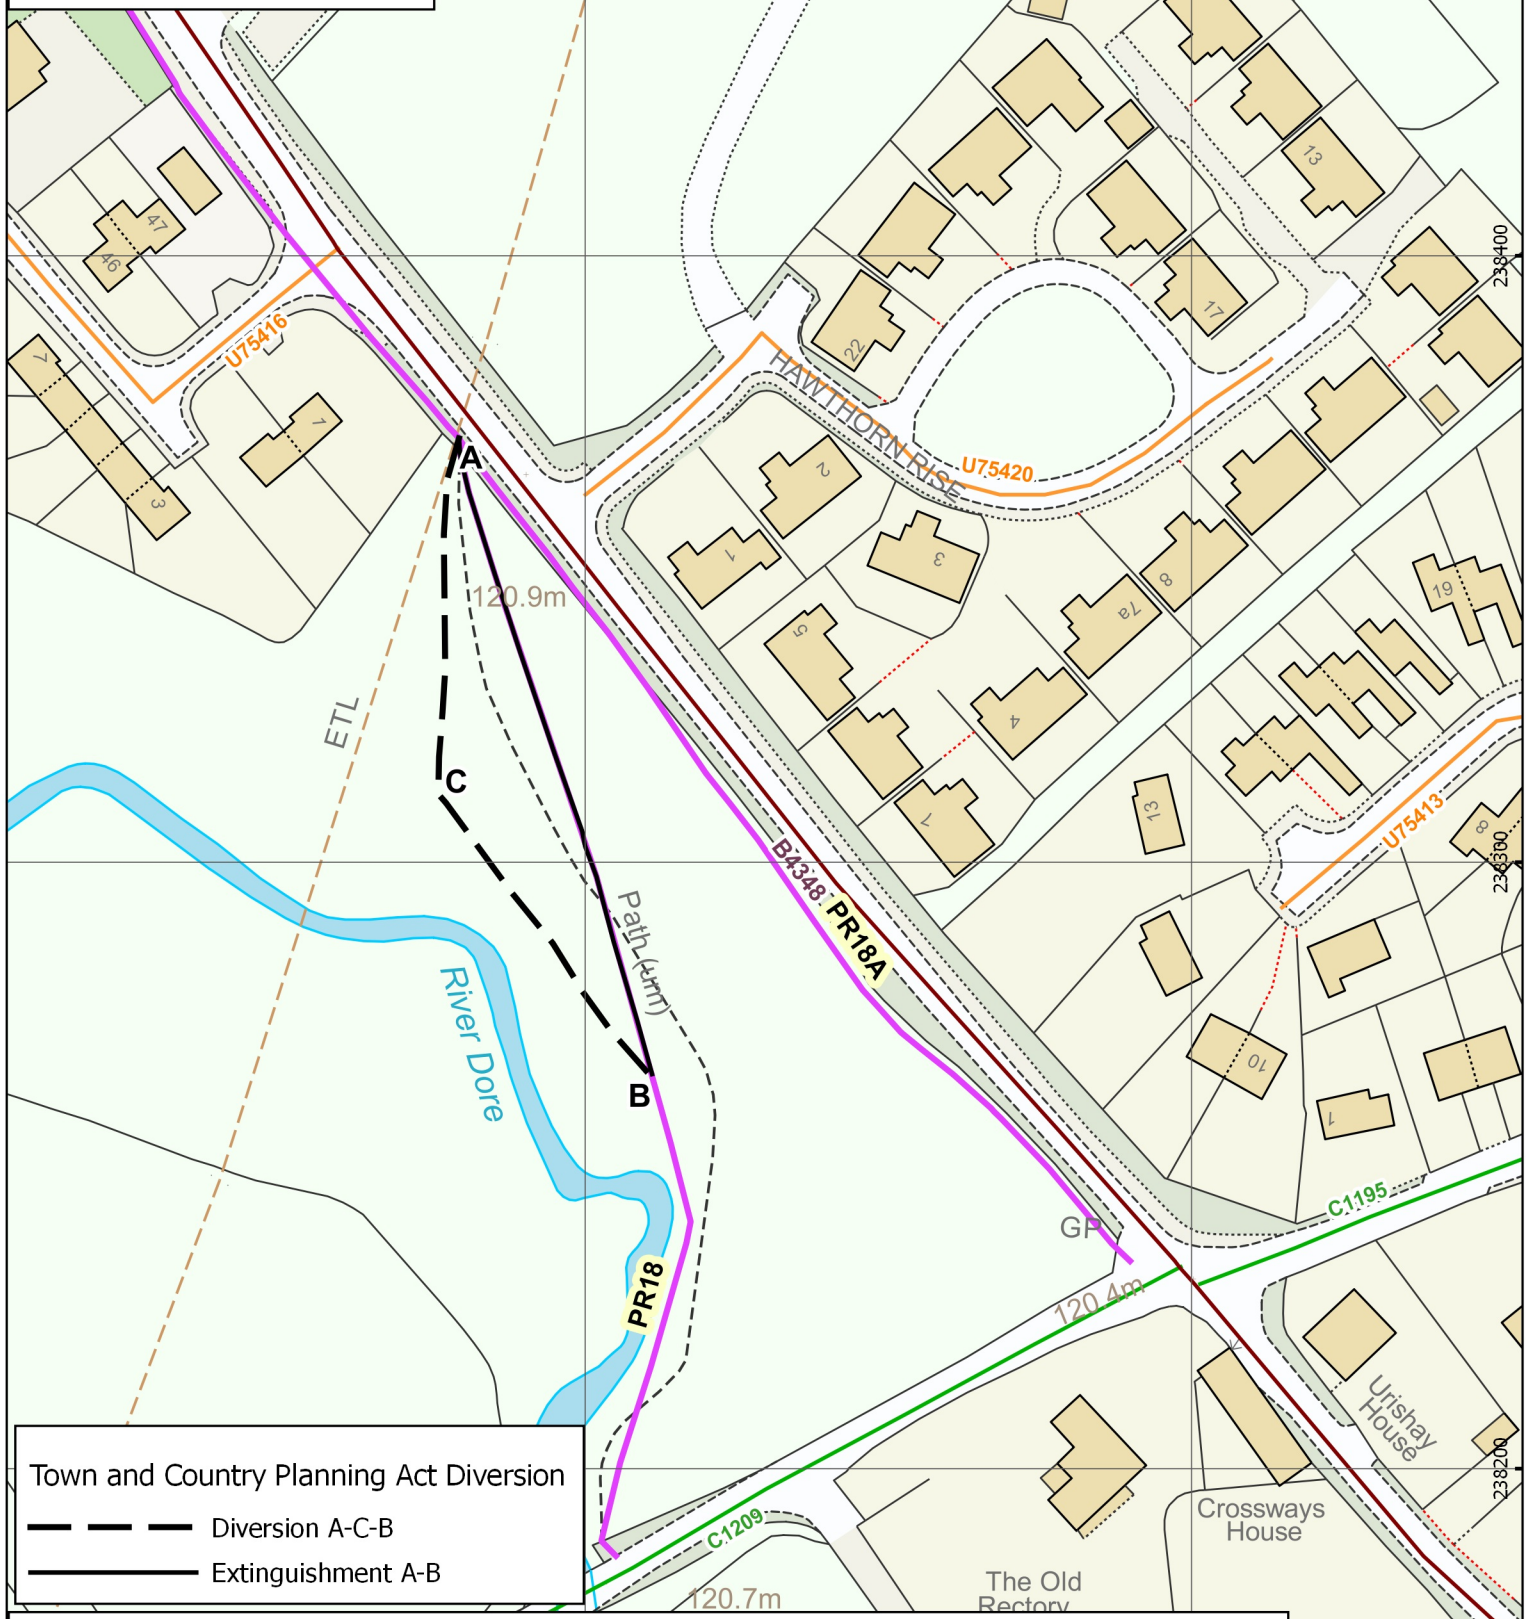 47
46
7
U75416
1
3
13
17
22
238400
HAWTHORN RISE
U75420
A
2
1
3
5
8
7a
4
7
19
120.9m
ETL
C
13
U75413
8
238300
B4348
PR18A
Path (um)
River Dore
B
10
1
C1195
GP
120.4m
PR18
Urishay
House
238200
Crossways
House
C1209
The Old
Rectory
120.7m
Town and Country Planning Act Diversion
Diversion A-C-B
Extinguishment A-B